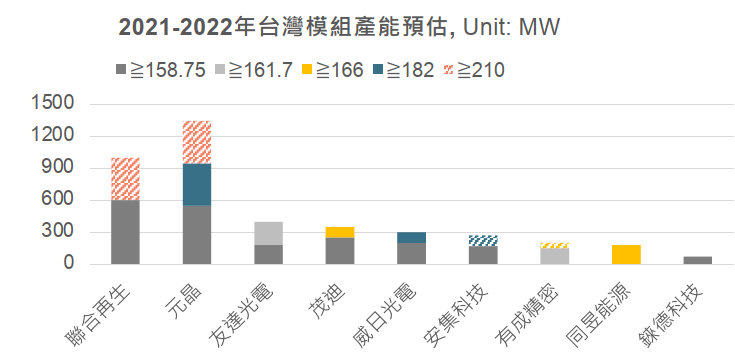 2021-2022年台灣模組產能預估, Unit: MW
≧158.75 ≧161.7 ≧166 ≧182 ≧210
1500
1200
900
600
300
0
聯合再生
元晶
友達光電
茂迪
威日光電
安集科技
有成精密
同昱能源
錸德科技